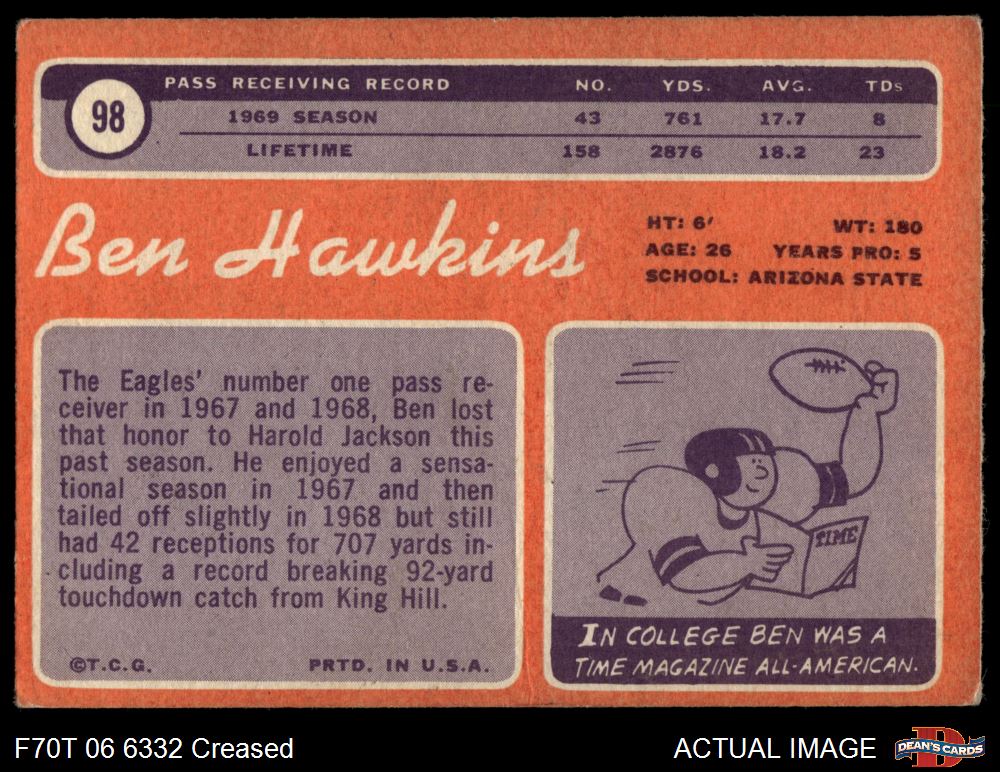 98
PASS RECEIVING RECORD NO. YDS. AVG. TDs
1969 SEASON 43 761 17.7 8
LIFETIME 158 2876 18.2 23
Ben Hawkins
HT: 6' WT: 180
AGE: 26 YEARS PRO: 5
SCHOOL: ARIZONA STATE
The Eagles' number one pass re-
ceiver in 1967 and 1968, Ben lost
that honor to Harold Jackson this
past season. He enjoyed a sensa-
tional season in 1967 and then
tailed off slightly in 1968 but still
had 42 receptions for 707 yards in-
cluding a record breaking 92-yard
touchdown catch from King Hill.
©T.C.G. PRTD. IN U.S.A.
TIME
IN COLLEGE BEN WAS A
TIME MAGAZINE ALL-AMERICAN.
F70T 06 6332 Creased
ACTUAL IMAGE
D
DEAN'S CARDS